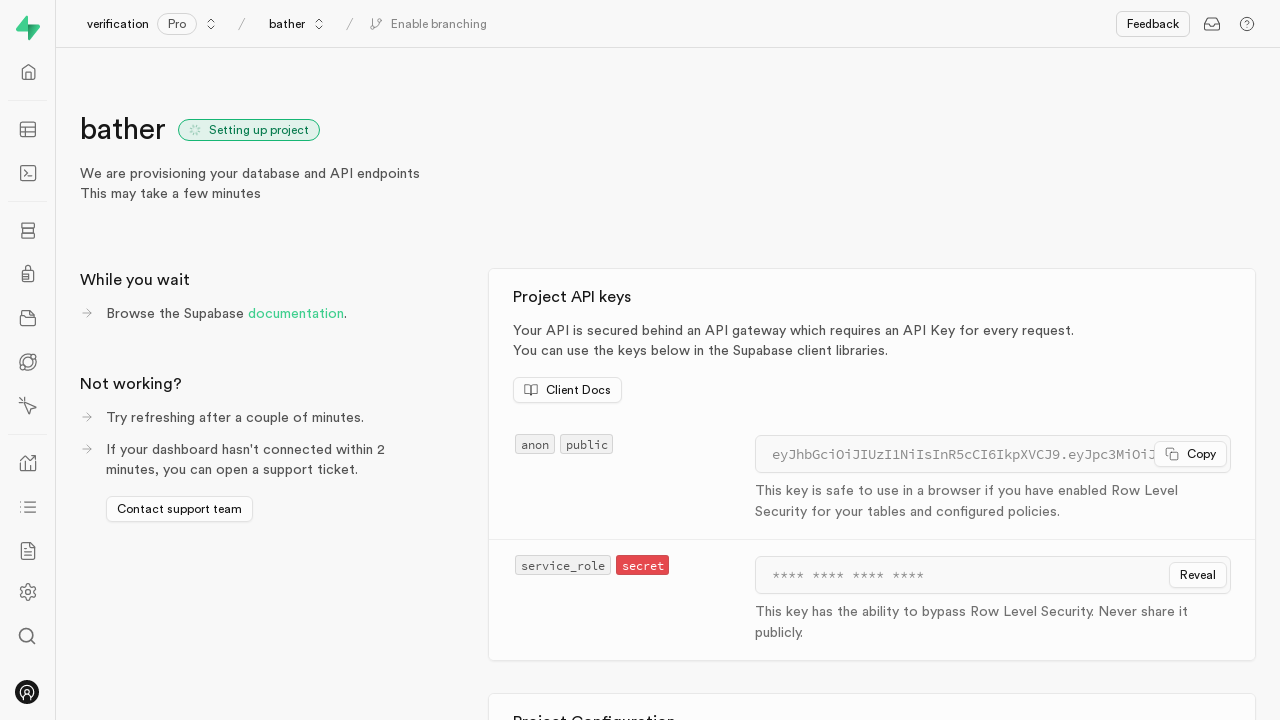 verification Pro / bather / Enable branching
Feedback
bather Setting up project
We are provisioning your database and API endpoints
This may take a few minutes
While you wait
Browse the Supabase documentation.
Not working?
Try refreshing after a couple of minutes.
If your dashboard hasn't connected within 2
minutes, you can open a support ticket.
Contact support team
Project API keys
Your API is secured behind an API gateway which requires an API Key for every request.
You can use the keys below in the Supabase client libraries.
Client Docs
anon public
eyJhbGciOiJIUzI1NiIsInR5cCI6IkpXVCJ9.eyJpc3MiOiJ Copy
This key is safe to use in a browser if you have enabled Row Level
Security for your tables and configured policies.
service_role secret
**** **** **** **** Reveal
This key has the ability to bypass Row Level Security. Never share it
publicly.
Project Configuration